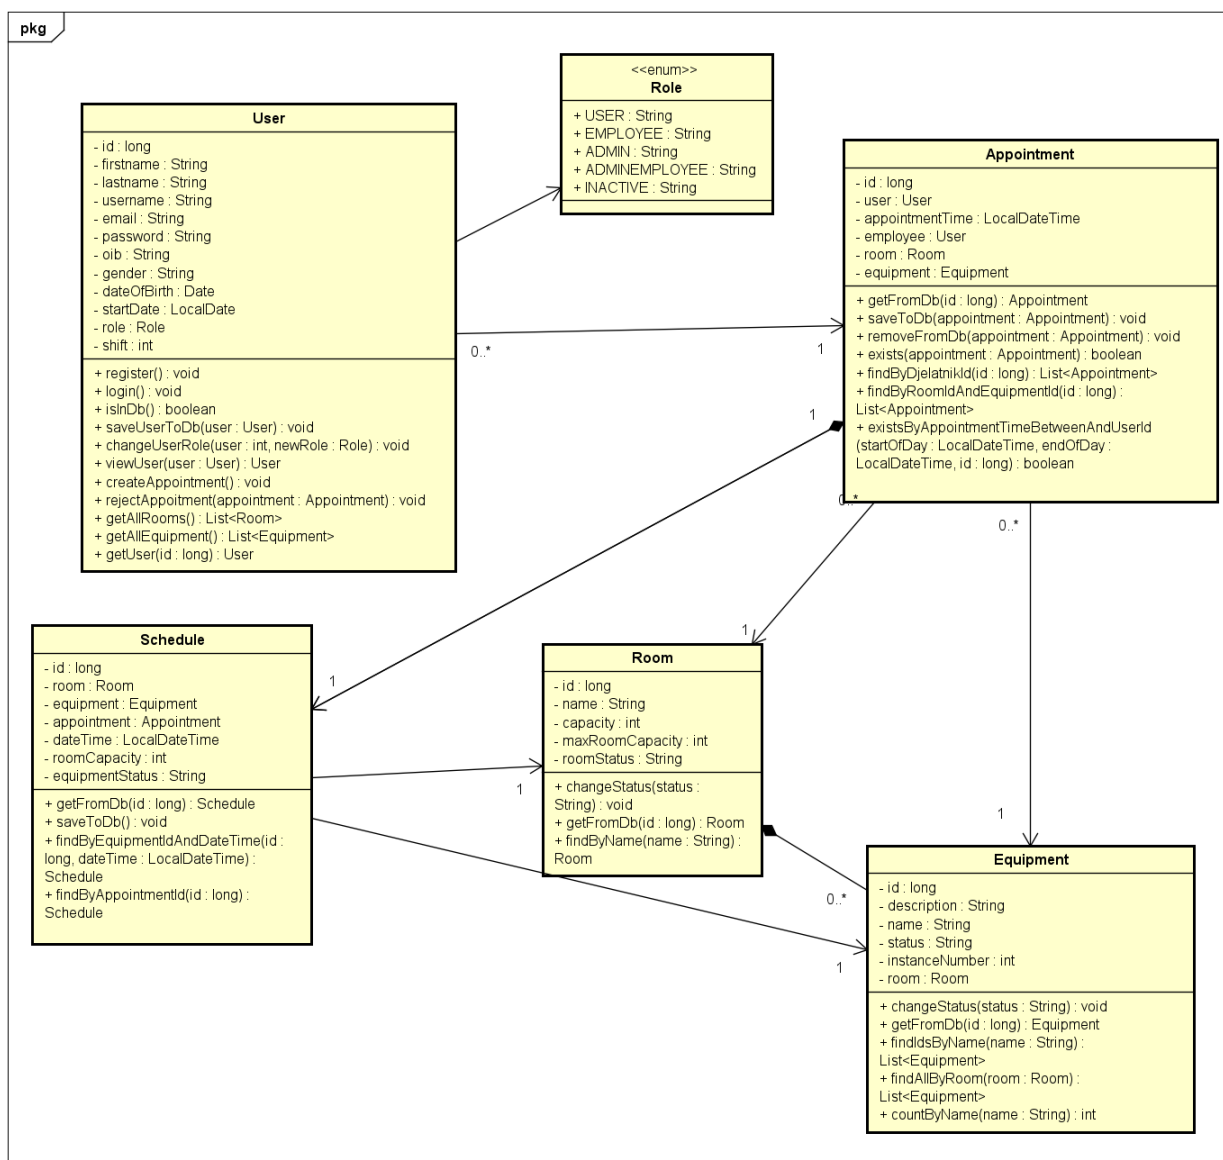 pkg
<<enum>>
Role
+ USER : String
+ EMPLOYEE : String
+ ADMIN : String
+ ADMINEMPLOYEE : String
+ INACTIVE : String
User
- id : long
- firstname : String
- lastname : String
- username : String
- email : String
- password : String
- oib : String
- gender : String
- dateOfBirth : Date
- startDate : LocalDate
- role : Role
- shift : int
+ register() : void
+ login() : void
+ isInDb() : boolean
+ saveUserToDb(user : User) : void
+ changeUserRole(user : int, newRole : Role) : void
+ viewUser(user : User) : User
+ createAppointment() : void
+ rejectAppoitment(appointment : Appointment) : void
+ getAllRooms() : List<Room>
+ getAllEquipment() : List<Equipment>
+ getUser(id : long) : User
Appointment
- id : long
- user : User
- appointmentTime : LocalDateTime
- employee : User
- room : Room
- equipment : Equipment
+ getFromDb(id : long) : Appointment
+ saveToDb(appointment : Appointment) : void
+ removeFromDb(appointment : Appointment) : void
+ exists(appointment : Appointment) : boolean
+ findByDjelatnikId(id : long) : List<Appointment>
+ findByRoomIdAndEquipmentId(id : long) :
List<Appointment>
+ existsByAppointmentTimeBetweenAndUserId
(startOfDay : LocalDateTime, endOfDay :
LocalDateTime, id : long) : boolean
0..*
1
1
1
0..*
1
0..*
1
Schedule
- id : long
- room : Room
- equipment : Equipment
- appointment : Appointment
- dateTime : LocalDateTime
- roomCapacity : int
- equipmentStatus : String
+ getFromDb(id : long) : Schedule
+ saveToDb() : void
+ findByEquipmentIdAndDateTime(id :
long, dateTime : LocalDateTime) :
Schedule
+ findByAppointmentId(id : long) :
Schedule
1
1
Room
- id : long
- name : String
- capacity : int
- maxRoomCapacity : int
- roomStatus : String
+ changeStatus(status :
String) : void
+ getFromDb(id : long) : Room
+ findByName(name : String) :
Room
0..*
Equipment
- id : long
- description : String
- name : String
- status : String
- instanceNumber : int
- room : Room
+ changeStatus(status : String) : void
+ getFromDb(id : long) : Equipment
+ findIdsByName(name : String) :
List<Equipment>
+ findAllByRoom(room : Room) :
List<Equipment>
+ countByName(name : String) : int